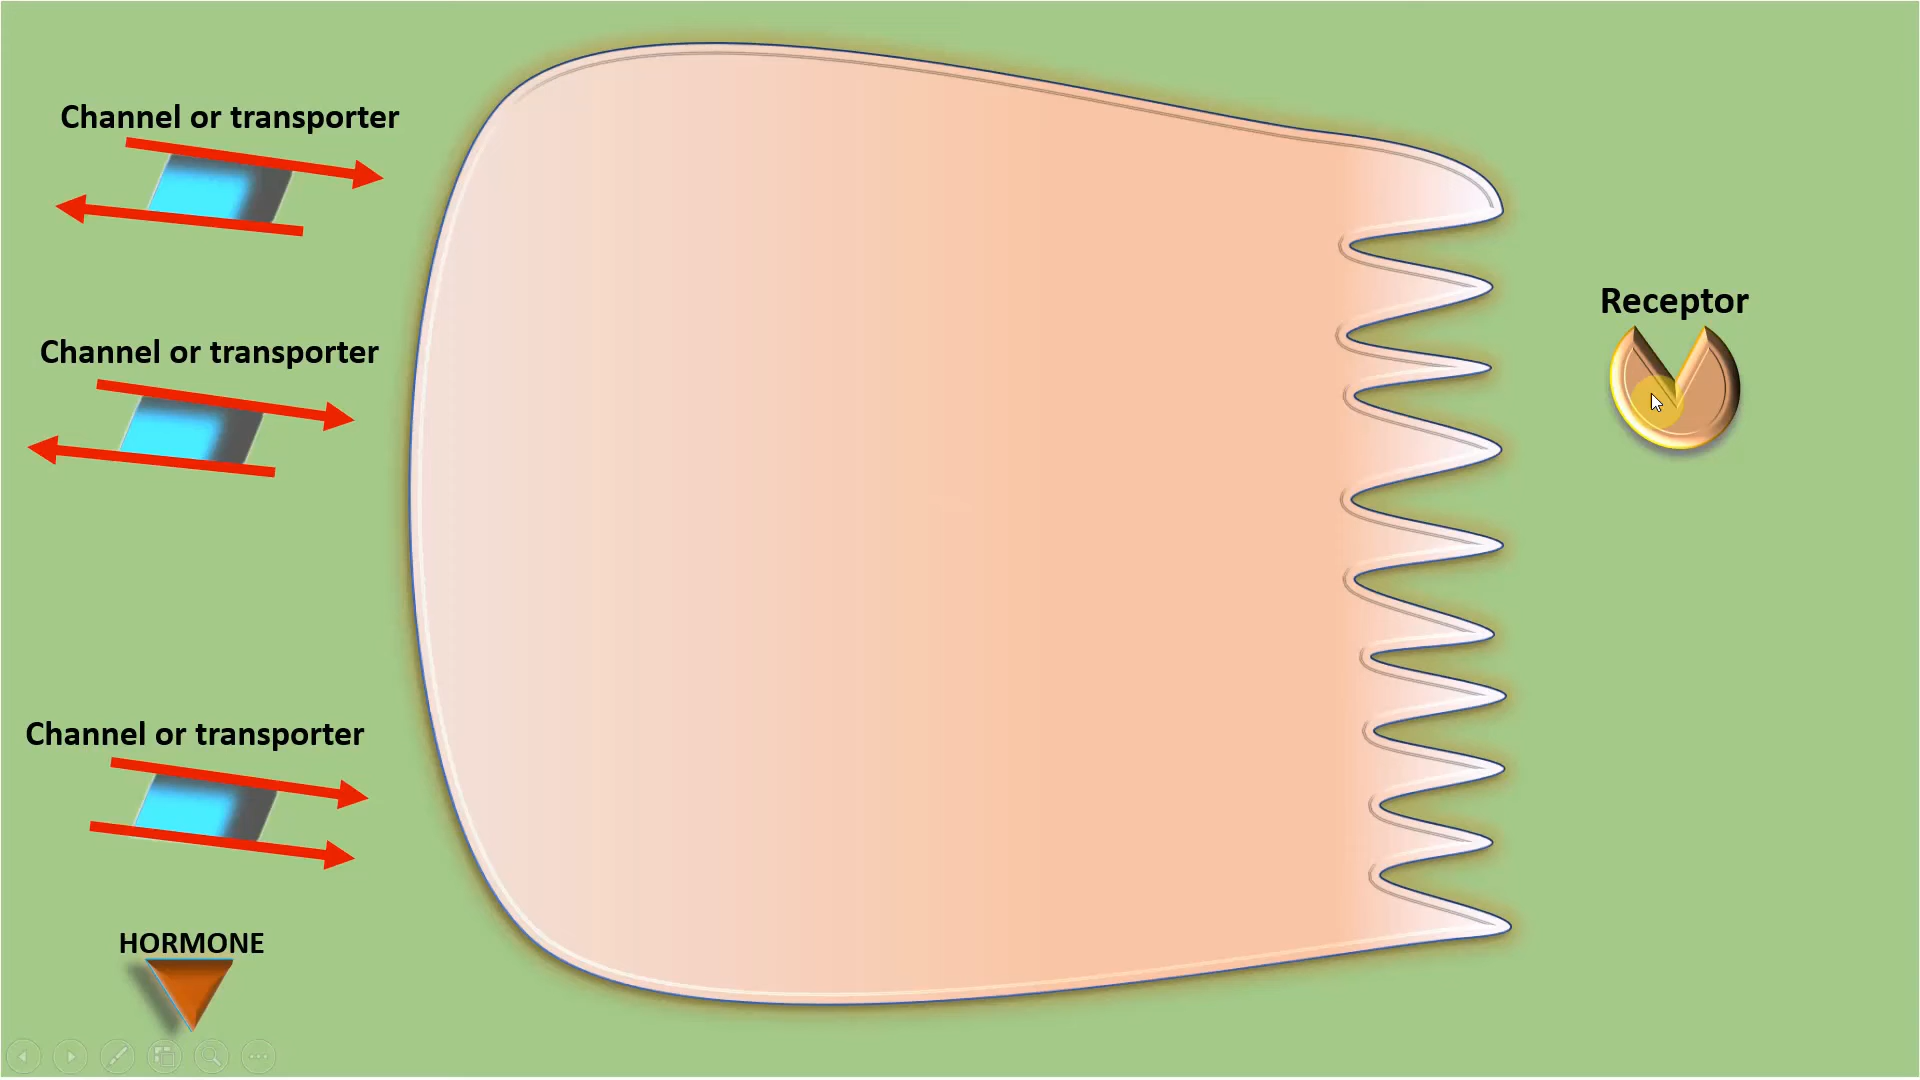 Channel or transporter
Channel or transporter
Channel or transporter
HORMONE
Receptor